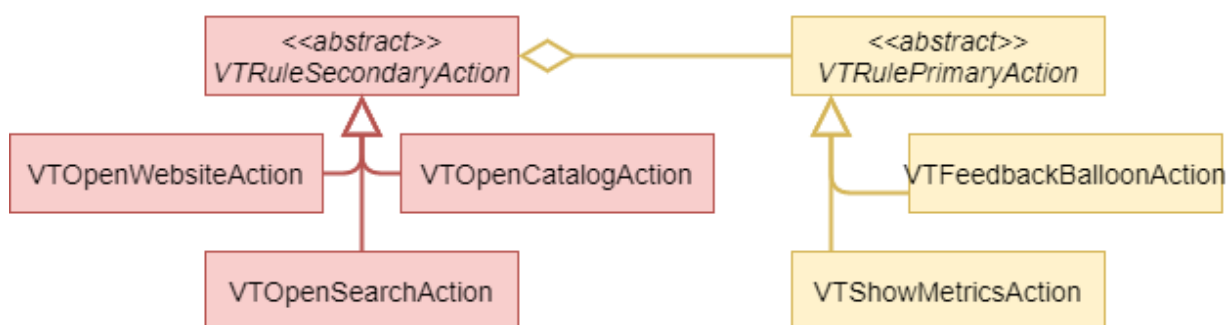 <<abstract>>
VTRuleSecondaryAction
<<abstract>>
VTRulePrimaryAction
VTOpenWebsiteAction
VTOpenCatalogAction
VTFeedbackBalloonAction
VTOpenSearchAction
VTShowMetricsAction